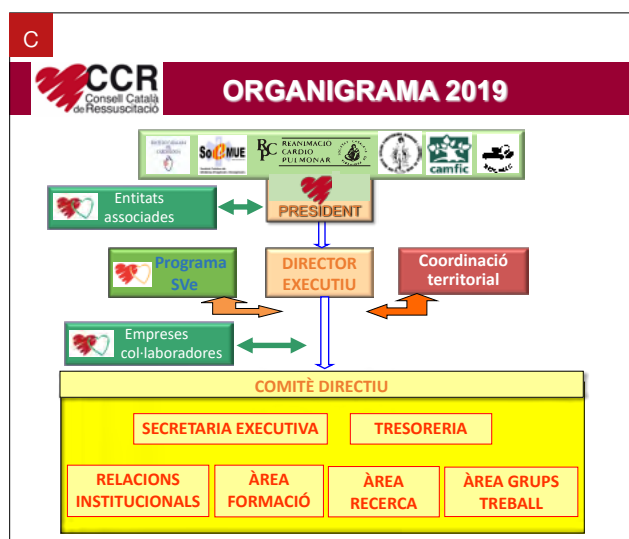 C
CCR
Consell Català
de Ressuscitació
ORGANIGRAMA 2019
SoCMUE
REANIMACIO
CARDIO
PULMONAR
camfic
PRESIDENT
Entitats
associades
Programa
SVe
DIRECTOR
EXECUTIU
Coordinació
territorial
Empreses
col·laboradores
COMITÈ DIRECTIU
SECRETARIA EXECUTIVA
TRESORERIA
RELACIONS
INSTITUCIONALS
ÀREA
FORMACIÓ
ÀREA
RECERCA
ÀREA GRUPS
TREBALL